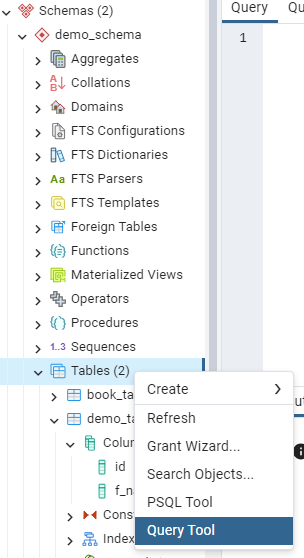 Schemas (2)
Query
demo_schema
1
Aggregates
Collations
Domains
FTS Configurations
FTS Dictionaries
Aa FTS Parsers
FTS Templates
Foreign Tables
Functions
Materialized Views
Operators
Procedures
1..3 Sequences
Tables (2)
book_ta
Create
demo_ta
Refresh
Colu
Grant Wizard...
id
Search Objects...
f_na
PSQL Tool
Cons
Query Tool
Index